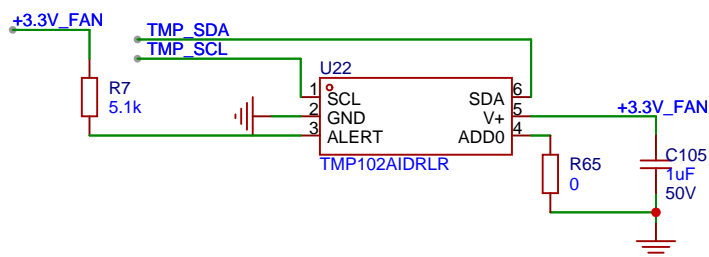 +3.3V_FAN
TMP_SDA
TMP_SCL
U22
R7
5.1k
1 SCL SDA 6
2 GND V+ 5
3 ALERT ADD0 4
TMP102AIDRLR
+3.3V_FAN
R65
0
C105
1uF
50V